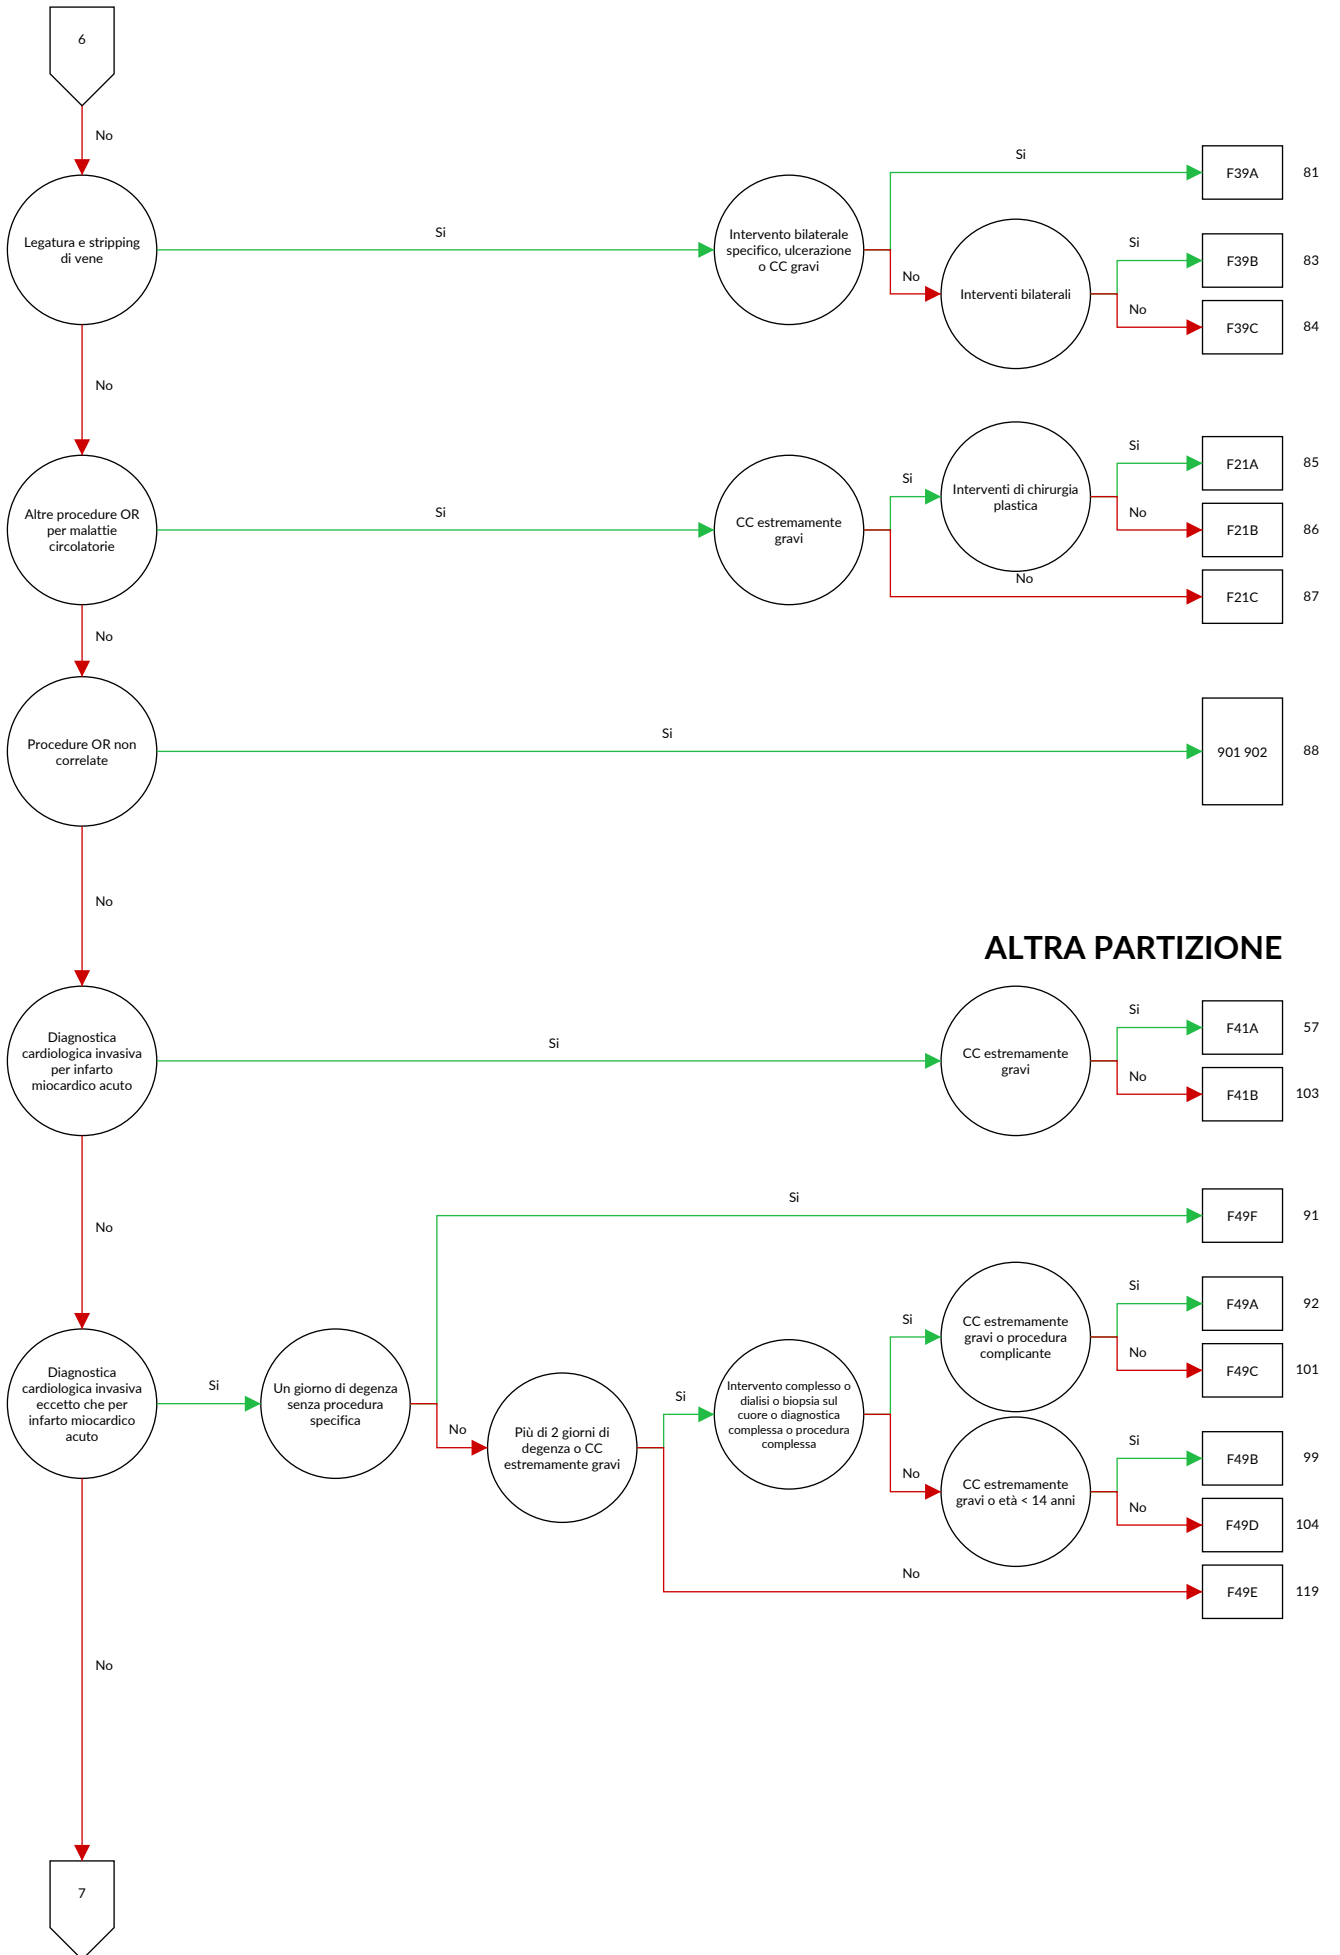 6
No
Legatura e stripping
di vene
Si
Intervento bilaterale
specifico, ulcerazione
o CC gravi
Si
F39A
81
No
Interventi bilaterali
Si
F39B
83
No
F39C
84
No
Altre procedure OR
per malattie
circolatorie
Si
CC estremamente
gravi
Si
Interventi di chirurgia
plastica
Si
F21A
85
No
F21B
86
No
F21C
87
No
Procedure OR non
correlate
Si
901 902
88
No
ALTRA PARTIZIONE
Diagnostica
cardiologica invasiva
per infarto
miocardico acuto
Si
CC estremamente
gravi
Si
F41A
57
No
F41B
103
No
Diagnostica
cardiologica invasiva
eccetto che per
infarto miocardico
acuto
Si
Un giorno di degenza
senza procedura
specifica
Si
F49F
91
No
Più di 2 giorni di
degenza o CC
estremamente gravi
Si
Intervento complesso o
dialisi o biopsia sul
cuore o diagnostica
complessa o procedura
complessa
Si
CC estremamente
gravi o procedura
complicante
Si
F49A
92
No
F49C
101
No
CC estremamente
gravi o età < 14 anni
Si
F49B
99
No
F49D
104
No
F49E
119
No
7